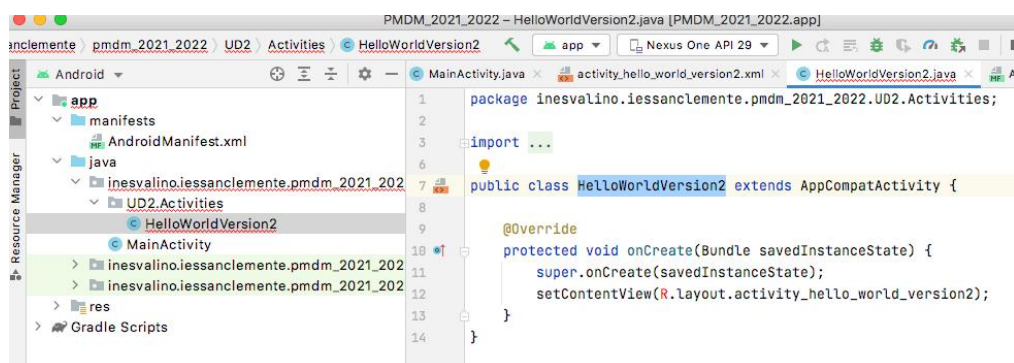 PMDM_2021_2022 – HelloWorldVersion2.java [PMDM_2021_2022.app]
anclemente pmdm_2021_2022 UD2 Activities HelloWorldVersion2 app Nexus One API 29
Project
Resource Manager
Android
app
manifests
AndroidManifest.xml
java
inesvalino.iessanclemente.pmdm_2021_202
UD2.Activities
HelloWorldVersion2
MainActivity
inesvalino.iessanclemente.pmdm_2021_202
inesvalino.iessanclemente.pmdm_2021_202
res
Gradle Scripts
MainActivity.java activity_hello_world_version2.xml HelloWorldVersion2.java
1 package inesvalino.iessanclemente.pmdm_2021_2022.UD2.Activities;
2
3 import ...
6
7 public class HelloWorldVersion2 extends AppCompatActivity {
8
9 @Override
10 protected void onCreate(Bundle savedInstanceState) {
11 super.onCreate(savedInstanceState);
12 setContentView(R.layout.activity_hello_world_version2);
13 }
14 }